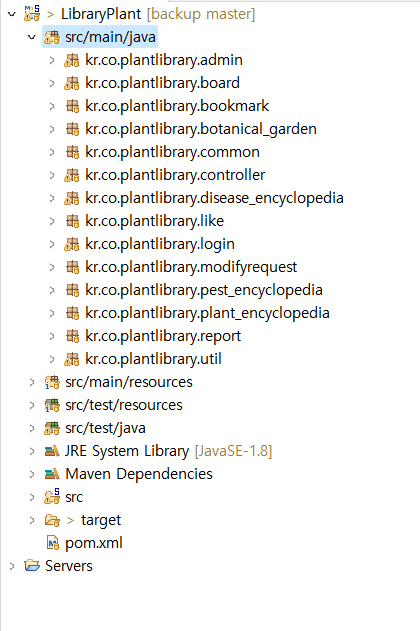 > LibraryPlant [backup master]
src/main/java
kr.co.plantlibrary.admin
kr.co.plantlibrary.board
kr.co.plantlibrary.bookmark
kr.co.plantlibrary.botanical_garden
kr.co.plantlibrary.common
kr.co.plantlibrary.controller
kr.co.plantlibrary.disease_encyclopedia
kr.co.plantlibrary.like
kr.co.plantlibrary.login
kr.co.plantlibrary.modifyrequest
kr.co.plantlibrary.pest_encyclopedia
kr.co.plantlibrary.plant_encyclopedia
kr.co.plantlibrary.report
kr.co.plantlibrary.util
src/main/resources
src/test/resources
src/test/java
JRE System Library [JavaSE-1.8]
Maven Dependencies
src
> target
pom.xml
Servers